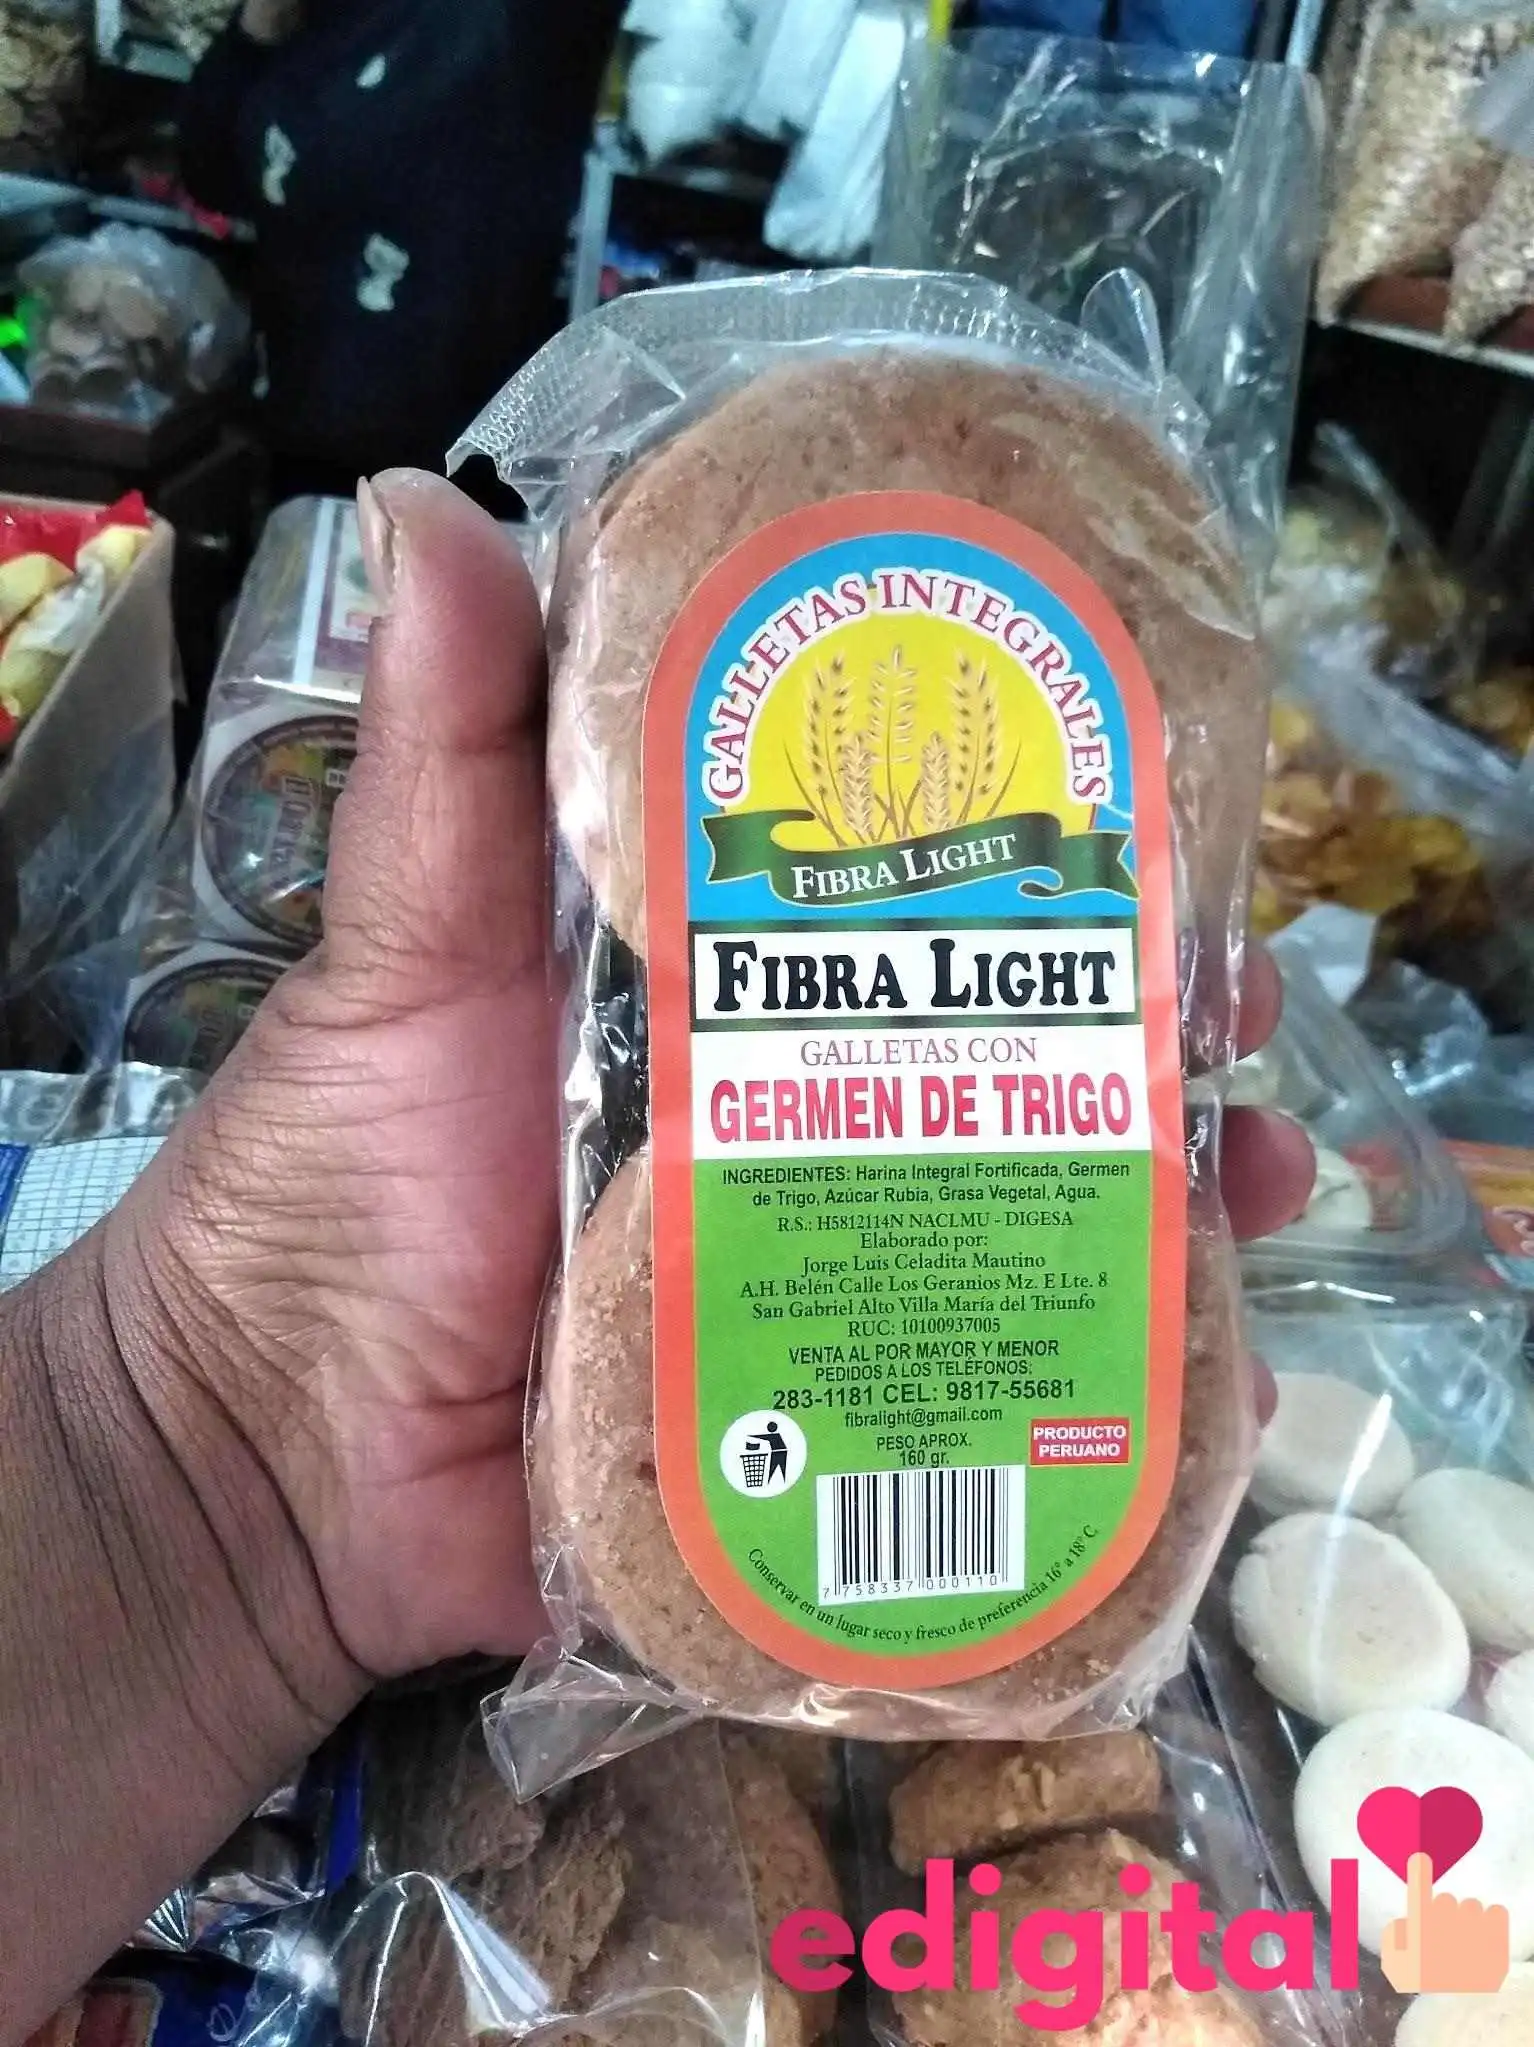 GALLETAS INTEGRALES
FIBRA LIGHT
FIBRA LIGHT
GALLETAS CON
GERMEN DE TRIGO
INGREDIENTES: Harina Integral Fortificada, Germen
de Trigo, Azúcar Rubia, Grasa Vegetal, Agua.
R.S.: H5812114N NACLMU - DIGESA
Elaborado por:
Jorge Luis Celadita Mautino
A.H. Belén Calle Los Geranios Mz. E Lte. 8
San Gabriel Alto Villa María del Triunfo
RUC: 10100937005
VENTA AL POR MAYOR Y MENOR
PEDIDOS A LOS TELÉFONOS:
283-1181 CEL: 9817-55681
fibralight@gmail.com
PESO APROX.
160 gr.
PRODUCTO
PERUANO
7 758337 000110
Conservar en un lugar seco y fresco de preferencia 16° a 18° C
edigital